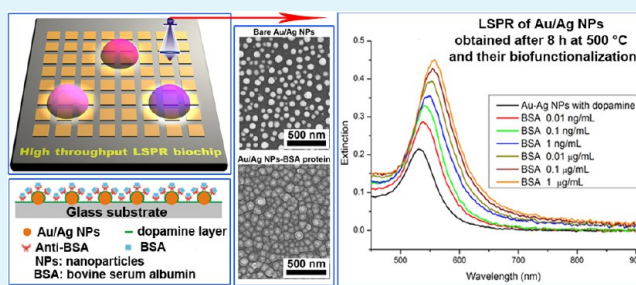 High throughput LSPR biochip
Glass substrate
Au/Ag NPs
dopamine layer
Anti-BSA
BSA
NPs: nanoparticles
BSA: bovine serum albumin
Bare Au/Ag NPs
500 nm
Au/Ag NPs-BSA protein
500 nm
LSPR of Au/Ag NPs
obtained after 8 h at 500 °C
and their biofunctionalization
Au-Ag NPs with dopamine
BSA 0.01 ng/mL
BSA 0.1 ng/mL
BSA 1 ng/mL
BSA 0.01 µg/mL
BSA 0.1 µg/mL
BSA 1 µg/mL
Extinction
0.5
0.4
0.3
0.2
0.1
0.0
500 600 700 800 900
Wavelength (nm)